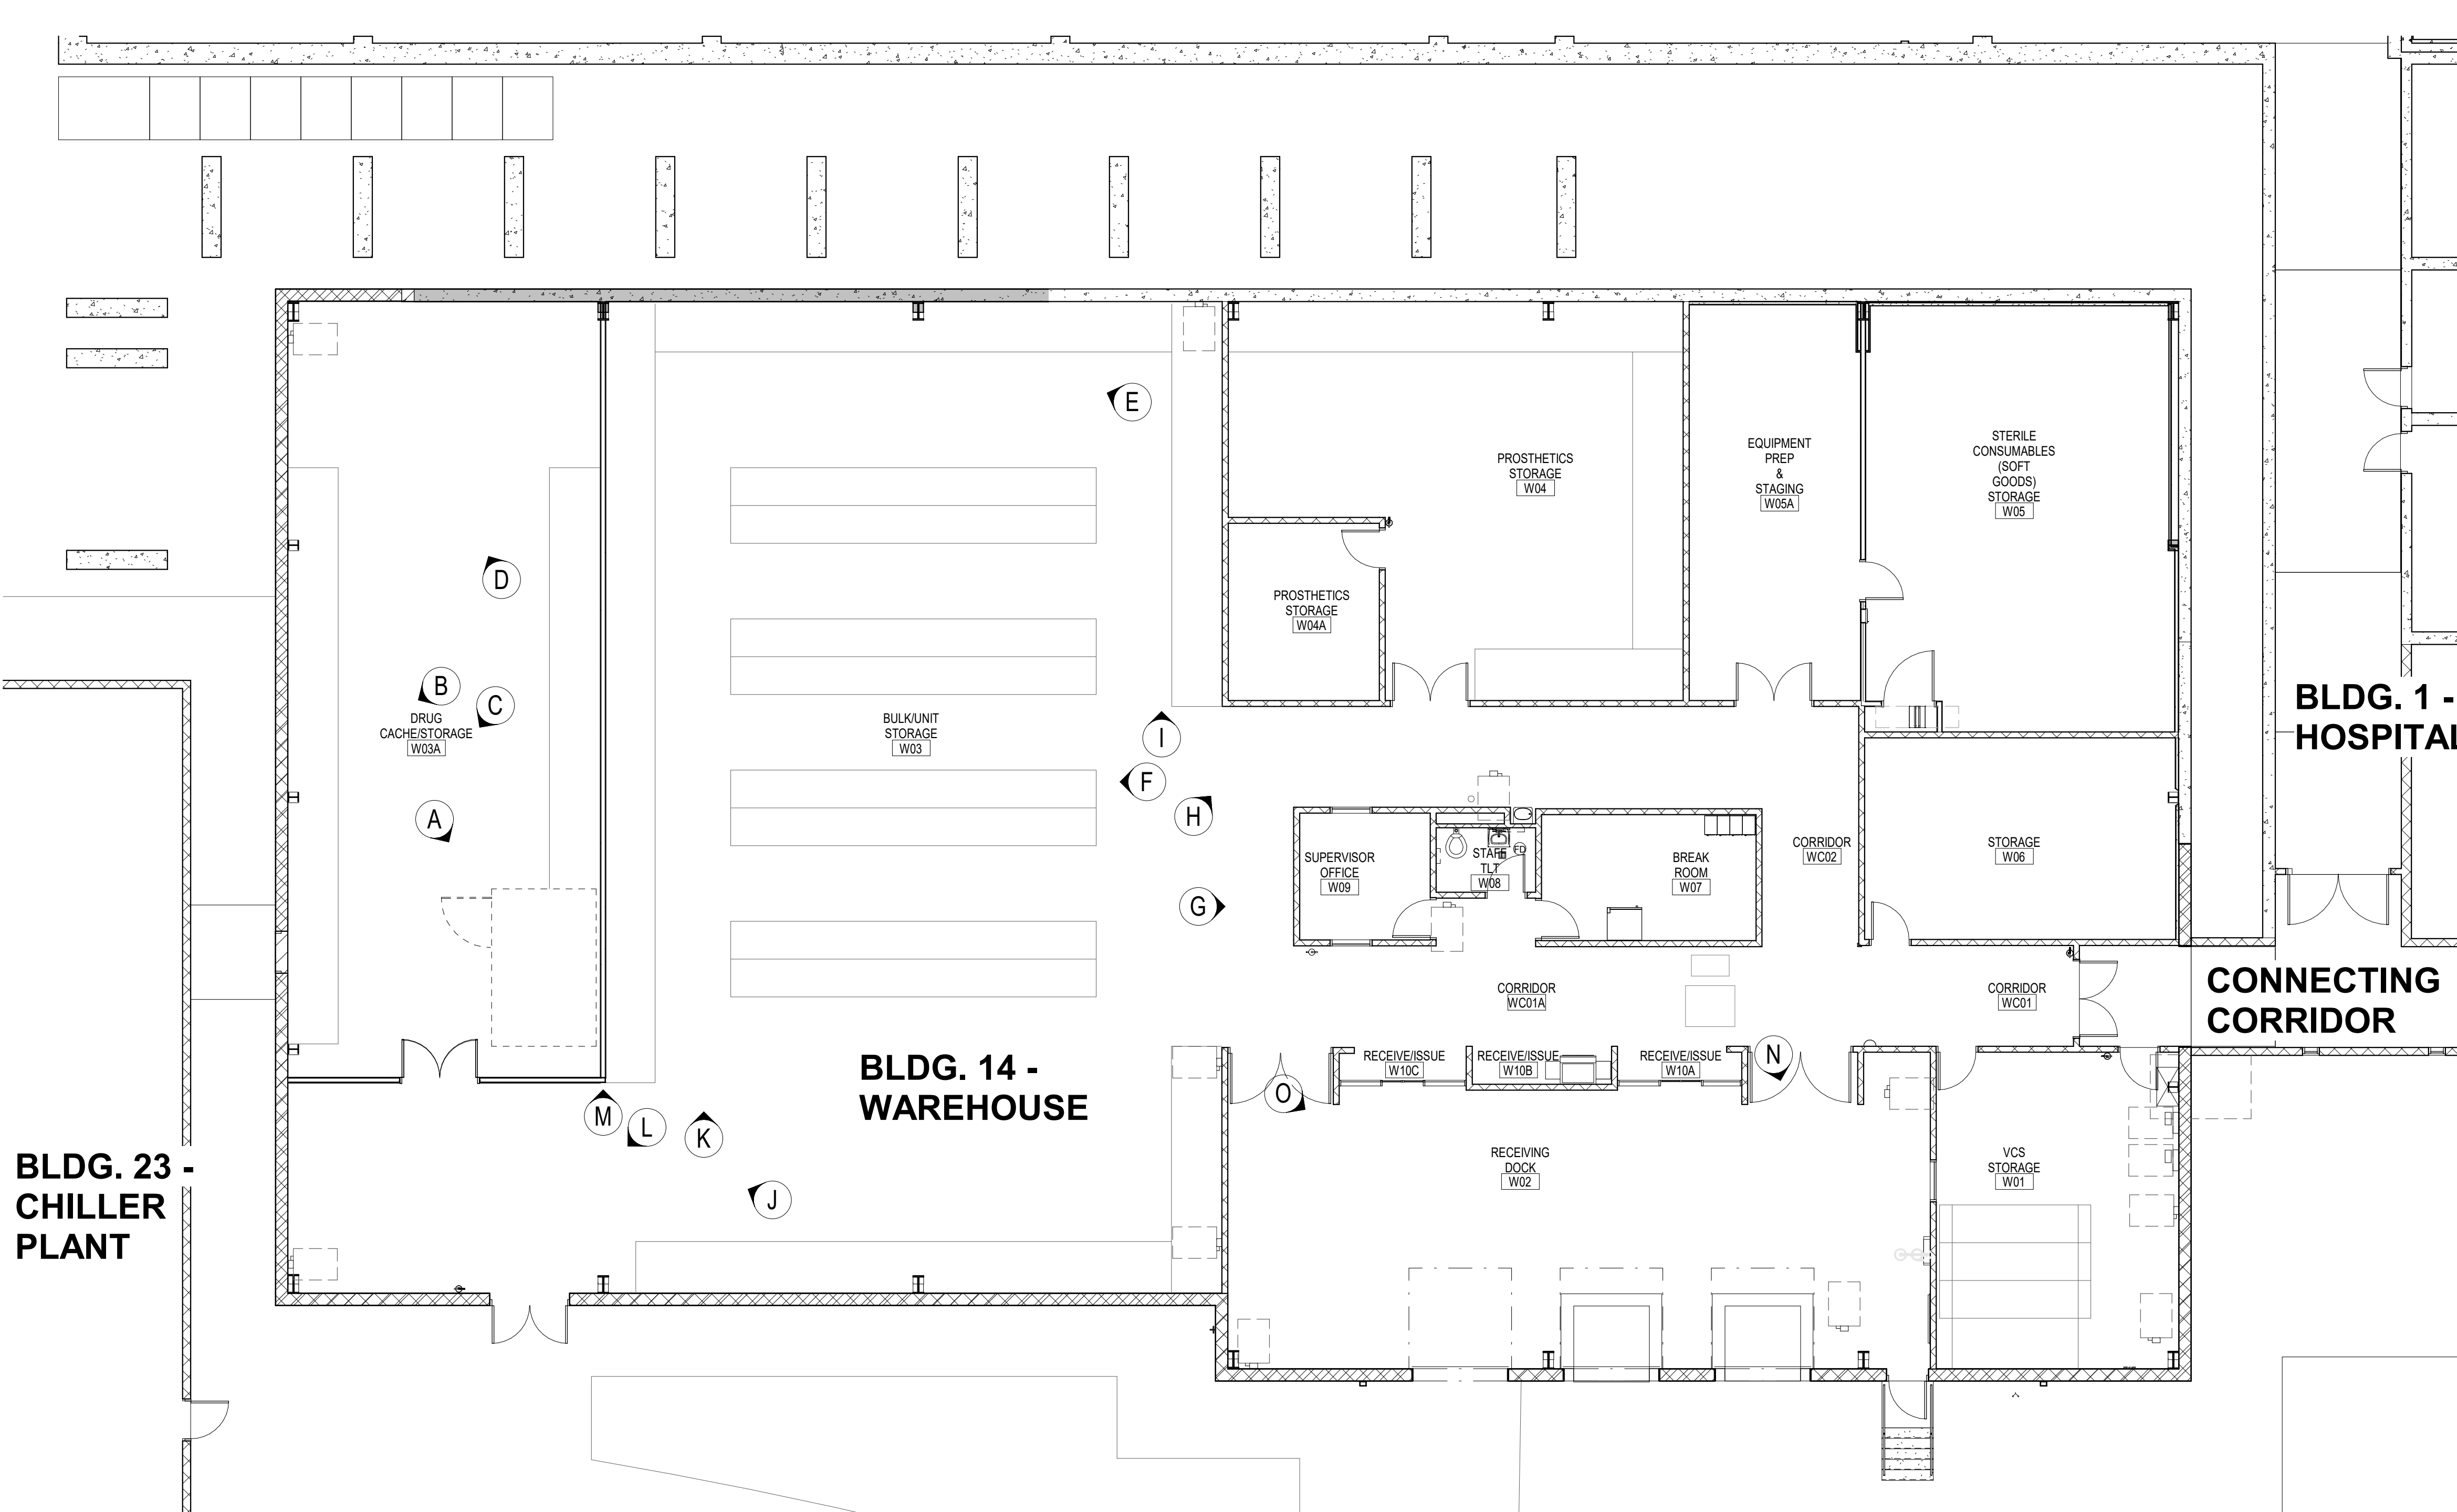 E
EQUIPMENT
PREP
&
STAGING
W05A
STERILE
CONSUMABLES
(SOFT
GOODS)
STORAGE
W05
PROSTHETICS
STORAGE
W04
D
PROSTHETICS
STORAGE
W04A
B
C
DRUG
CACHE/STORAGE
W03A
BULK/UNIT
STORAGE
W03
I
F
H
A
G
BLDG. 1 -
HOSPITAL
SUPERVISOR
OFFICE
W09
STAFF
TLT
W08
FD
BREAK
ROOM
W07
CORRIDOR
WC02
STORAGE
W06
CORRIDOR
WC01A
CORRIDOR
WC01
CONNECTING
CORRIDOR
RECEIVE/ISSUE
W10C
RECEIVE/ISSUE
W10B
RECEIVE/ISSUE
W10A
N
O
BLDG. 14 -
WAREHOUSE
M
L
K
J
RECEIVING
DOCK
W02
VCS
STORAGE
W01
BLDG. 23 -
CHILLER
PLANT